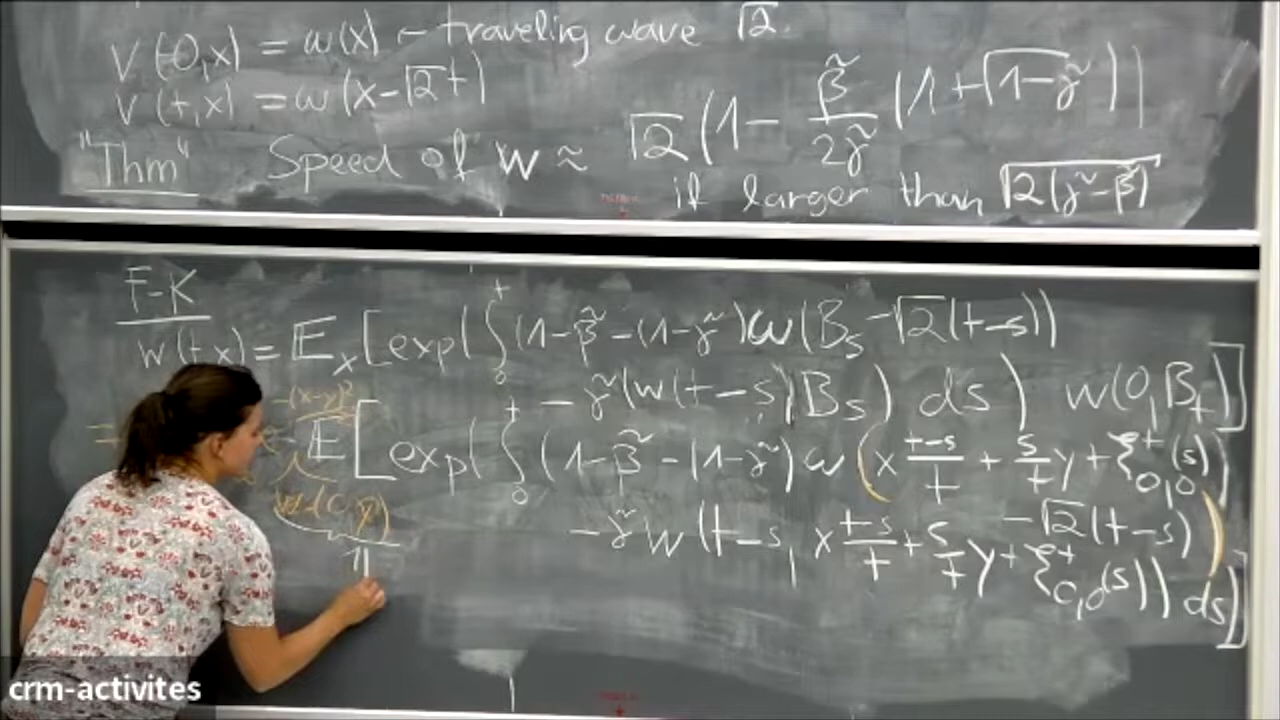 V(0,x) = ω(x) – traveling wave √2.
V(t,x) = ω(x-√2t)
"Thm" Speed of w ≈ √2(1 - β̃/2γ̃ (1+√1-γ̃))
if larger than √2(γ̃-β̃)
F-K
w(t,x) = E_x[exp(∫_0^t (1-β̃-(1-γ̃)ω(B_s-√2(t-s))
-γ̃(w(t-s,B_s) ds) w(0,B_t)]
= -(x-y)² E[exp(∫_0^t (1-β̃-(1-γ̃)ω(x (t-s)/t + s/t y + ξ^t_{0,0}(s)
w(0,y) -√2(t-s))
-γ̃w(t-s, x (t-s)/t + s/t y + ξ^t_{0,0}(s)) ds)]
1
crm-activites